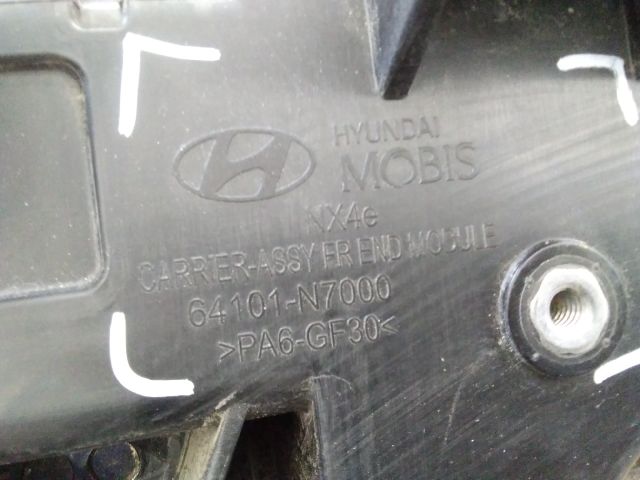 HYUNDAI
MOBIS
NX4e
CARRIER-ASSY FR END MODULE
64101-N7000
>PA6-GF30<